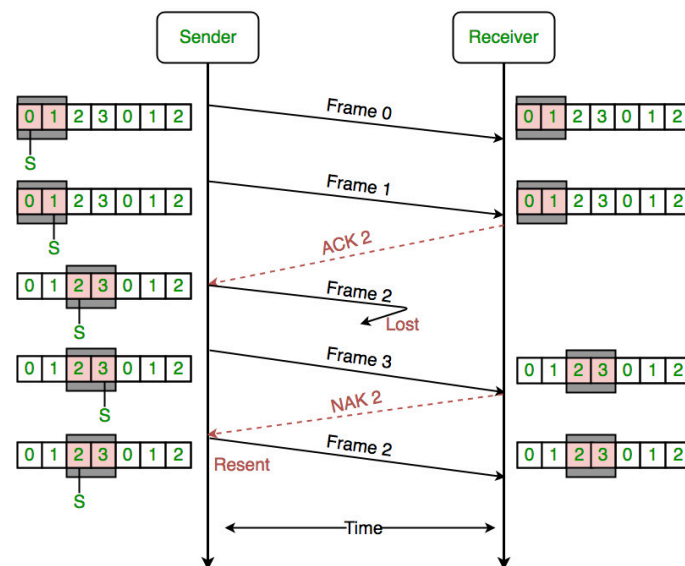 Sender
Receiver
0 1 2 3 0 1 2
S
Frame 0
0 1 2 3 0 1 2
0 1 2 3 0 1 2
S
Frame 1
0 1 2 3 0 1 2
ACK 2
0 1 2 3 0 1 2
S
Frame 2
Lost
0 1 2 3 0 1 2
S
Frame 3
0 1 2 3 0 1 2
NAK 2
0 1 2 3 0 1 2
S
Resent
Frame 2
0 1 2 3 0 1 2
Time